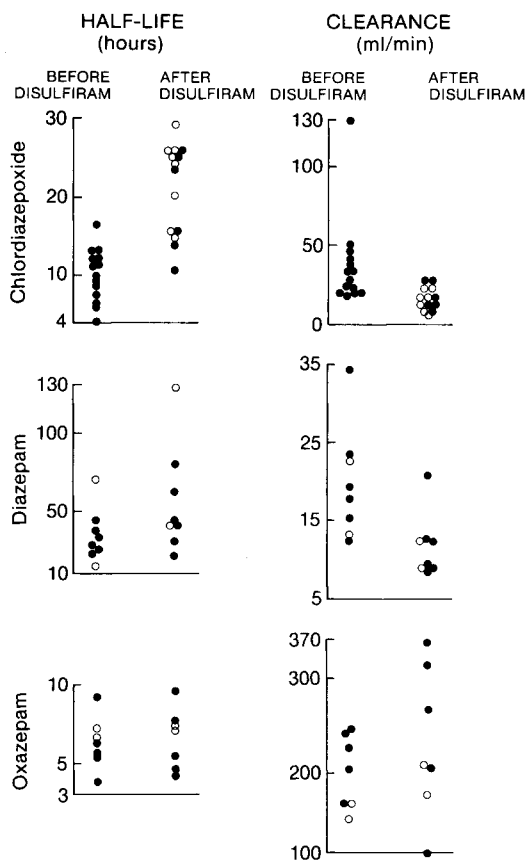 HALF-LIFE
(hours)
CLEARANCE
(ml/min)
BEFORE
DISULFIRAM
AFTER
DISULFIRAM
BEFORE
DISULFIRAM
AFTER
DISULFIRAM
Chlordiazepoxide
30
20
10
4
130
100
50
0
Diazepam
130
100
50
10
35
25
15
5
Oxazepam
10
5
3
370
300
200
100